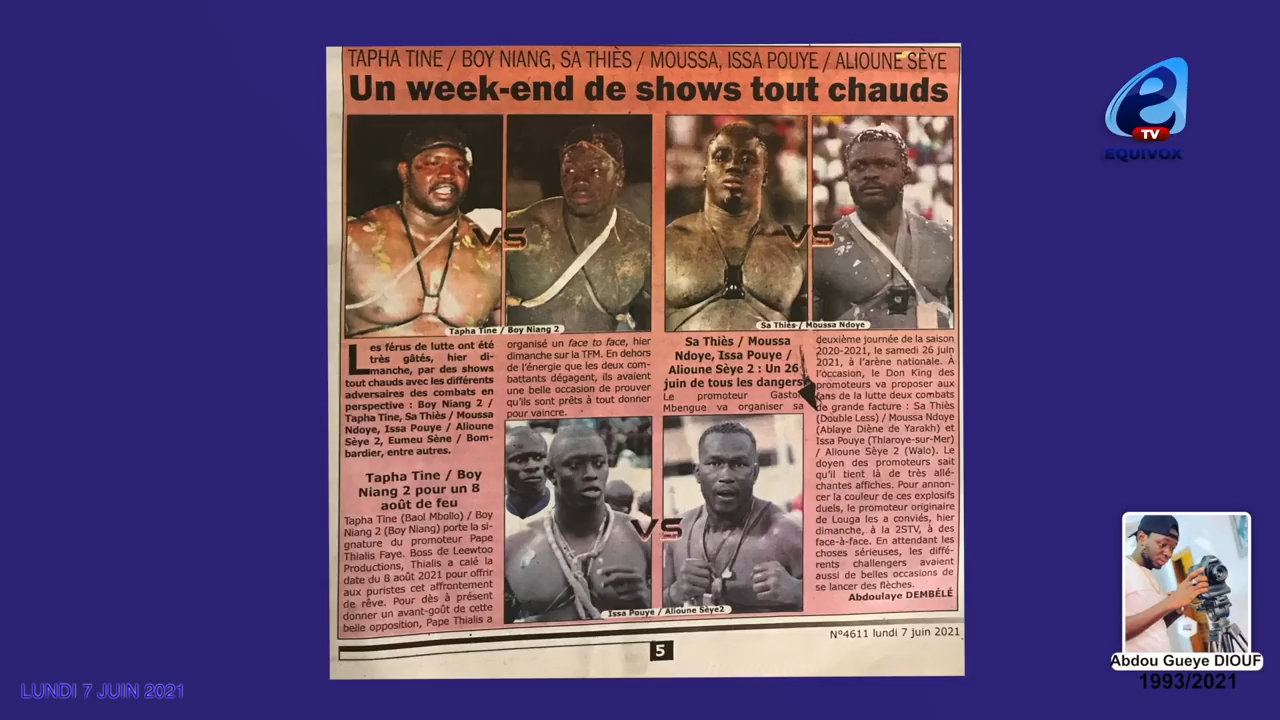 TAPHA TINE / BOY NIANG, SA THIÈS / MOUSSA, ISSA POUYE / ALIOUNE SÈYE
Un week-end de shows tout chauds
VS
Tapha Tine / Boy Niang 2
VS
Sa Thiès / Moussa Ndoye
Les férus de lutte ont été
très gâtés, hier di-
manche, par des shows
tout chauds avec les différents
adversaires des combats en
perspective : Boy Niang 2 /
Tapha Tine, Sa Thiès / Moussa
Ndoye, Issa Pouye / Alioune
Sèye 2, Eumeu Sène / Bom-
bardier, entre autres.
Tapha Tine / Boy
Niang 2 pour un 8
août de feu
Tapha Tine (Baol Mbollo) / Boy
Niang 2 (Boy Niang) porte la si-
gnature du promoteur Pape
Thialis Faye. Boss de Leewtoo
Productions, Thialis a calé la
date du 8 août 2021 pour offrir
aux puristes cet affrontement
de rêve. Pour dès à présent
donner un avant-goût de cette
belle opposition, Pape Thialis a
organisé un face to face, hier
dimanche sur la TFM. En dehors
de l'énergie que les deux com-
battants dégagent, ils avaient
une belle occasion de prouver
qu'ils sont prêts à tout donner
pour vaincre.
VS
Issa Pouye / Alioune Sèye2
Sa Thiès / Moussa
Ndoye, Issa Pouye /
Alioune Sèye 2 : Un 26
juin de tous les dangers
Le promoteur Gaston
Mbengue va organiser sa
deuxième journée de la saison
2020-2021, le samedi 26 juin
2021, à l'arène nationale. À
l'occasion, le Don King des
promoteurs va proposer aux
fans de la lutte deux combats
de grande facture : Sa Thiès
(Double Less) / Moussa Ndoye
(Ablaye Diène de Yarakh) et
Issa Pouye (Thiaroye-sur-Mer)
/ Alioune Sèye 2 (Walo). Le
doyen des promoteurs sait
qu'il tient là de très allé-
chantes affiches. Pour annon-
cer la couleur de ces explosifs
duels, le promoteur originaire
de Louga les a conviés, hier
dimanche, à la 2STV, à des
face-à-face. En attendant les
choses sérieuses, les diffé-
rents challengers avaient
aussi de belles occasions de
se lancer des flèches.
Abdoulaye DEMBÉLÉ
N°4611 lundi 7 juin 2021
5
e
TV
EQUIVOX
Abdou Gueye DIOUF
1993/2021
LUNDI 7 JUIN 2021